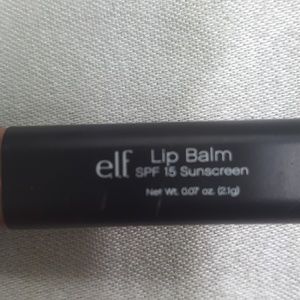 elf Lip Balm
SPF 15 Sunscreen
Net Wt. 0.07 oz. (2.1g)